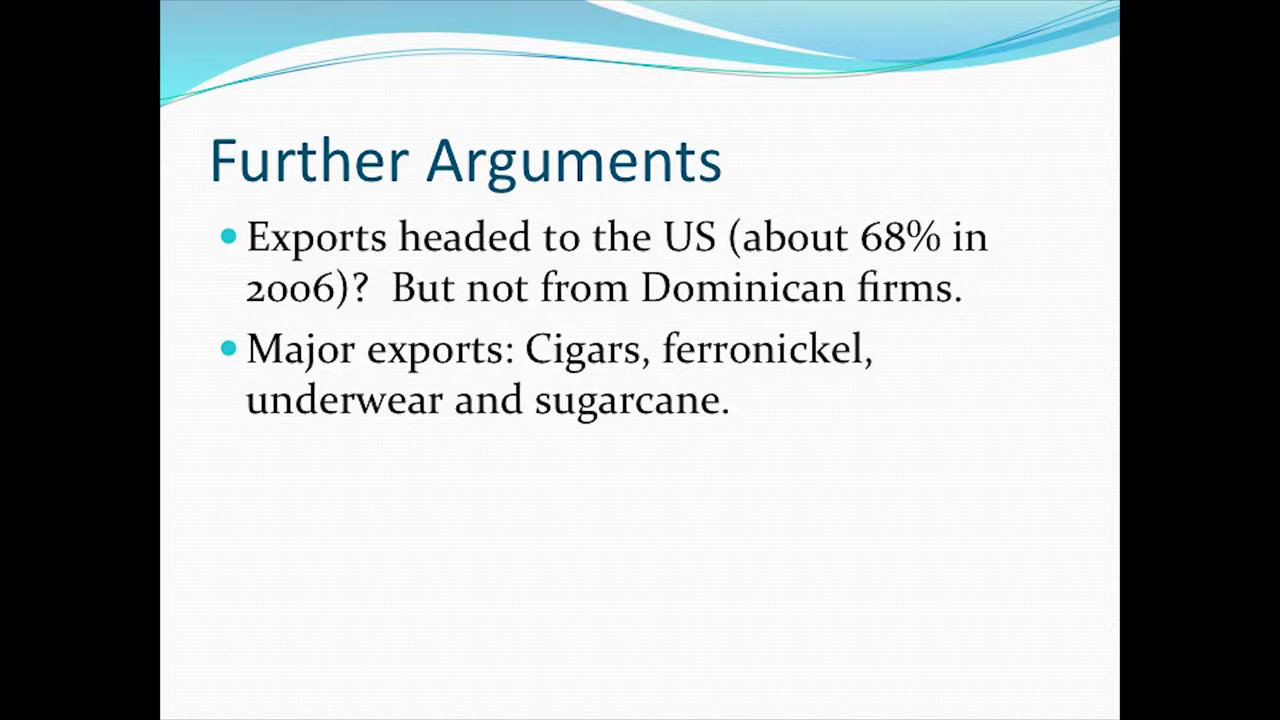 Further Arguments
• Exports headed to the US (about 68% in
2006)?  But not from Dominican firms.
• Major exports: Cigars, ferronickel,
underwear and sugarcane.